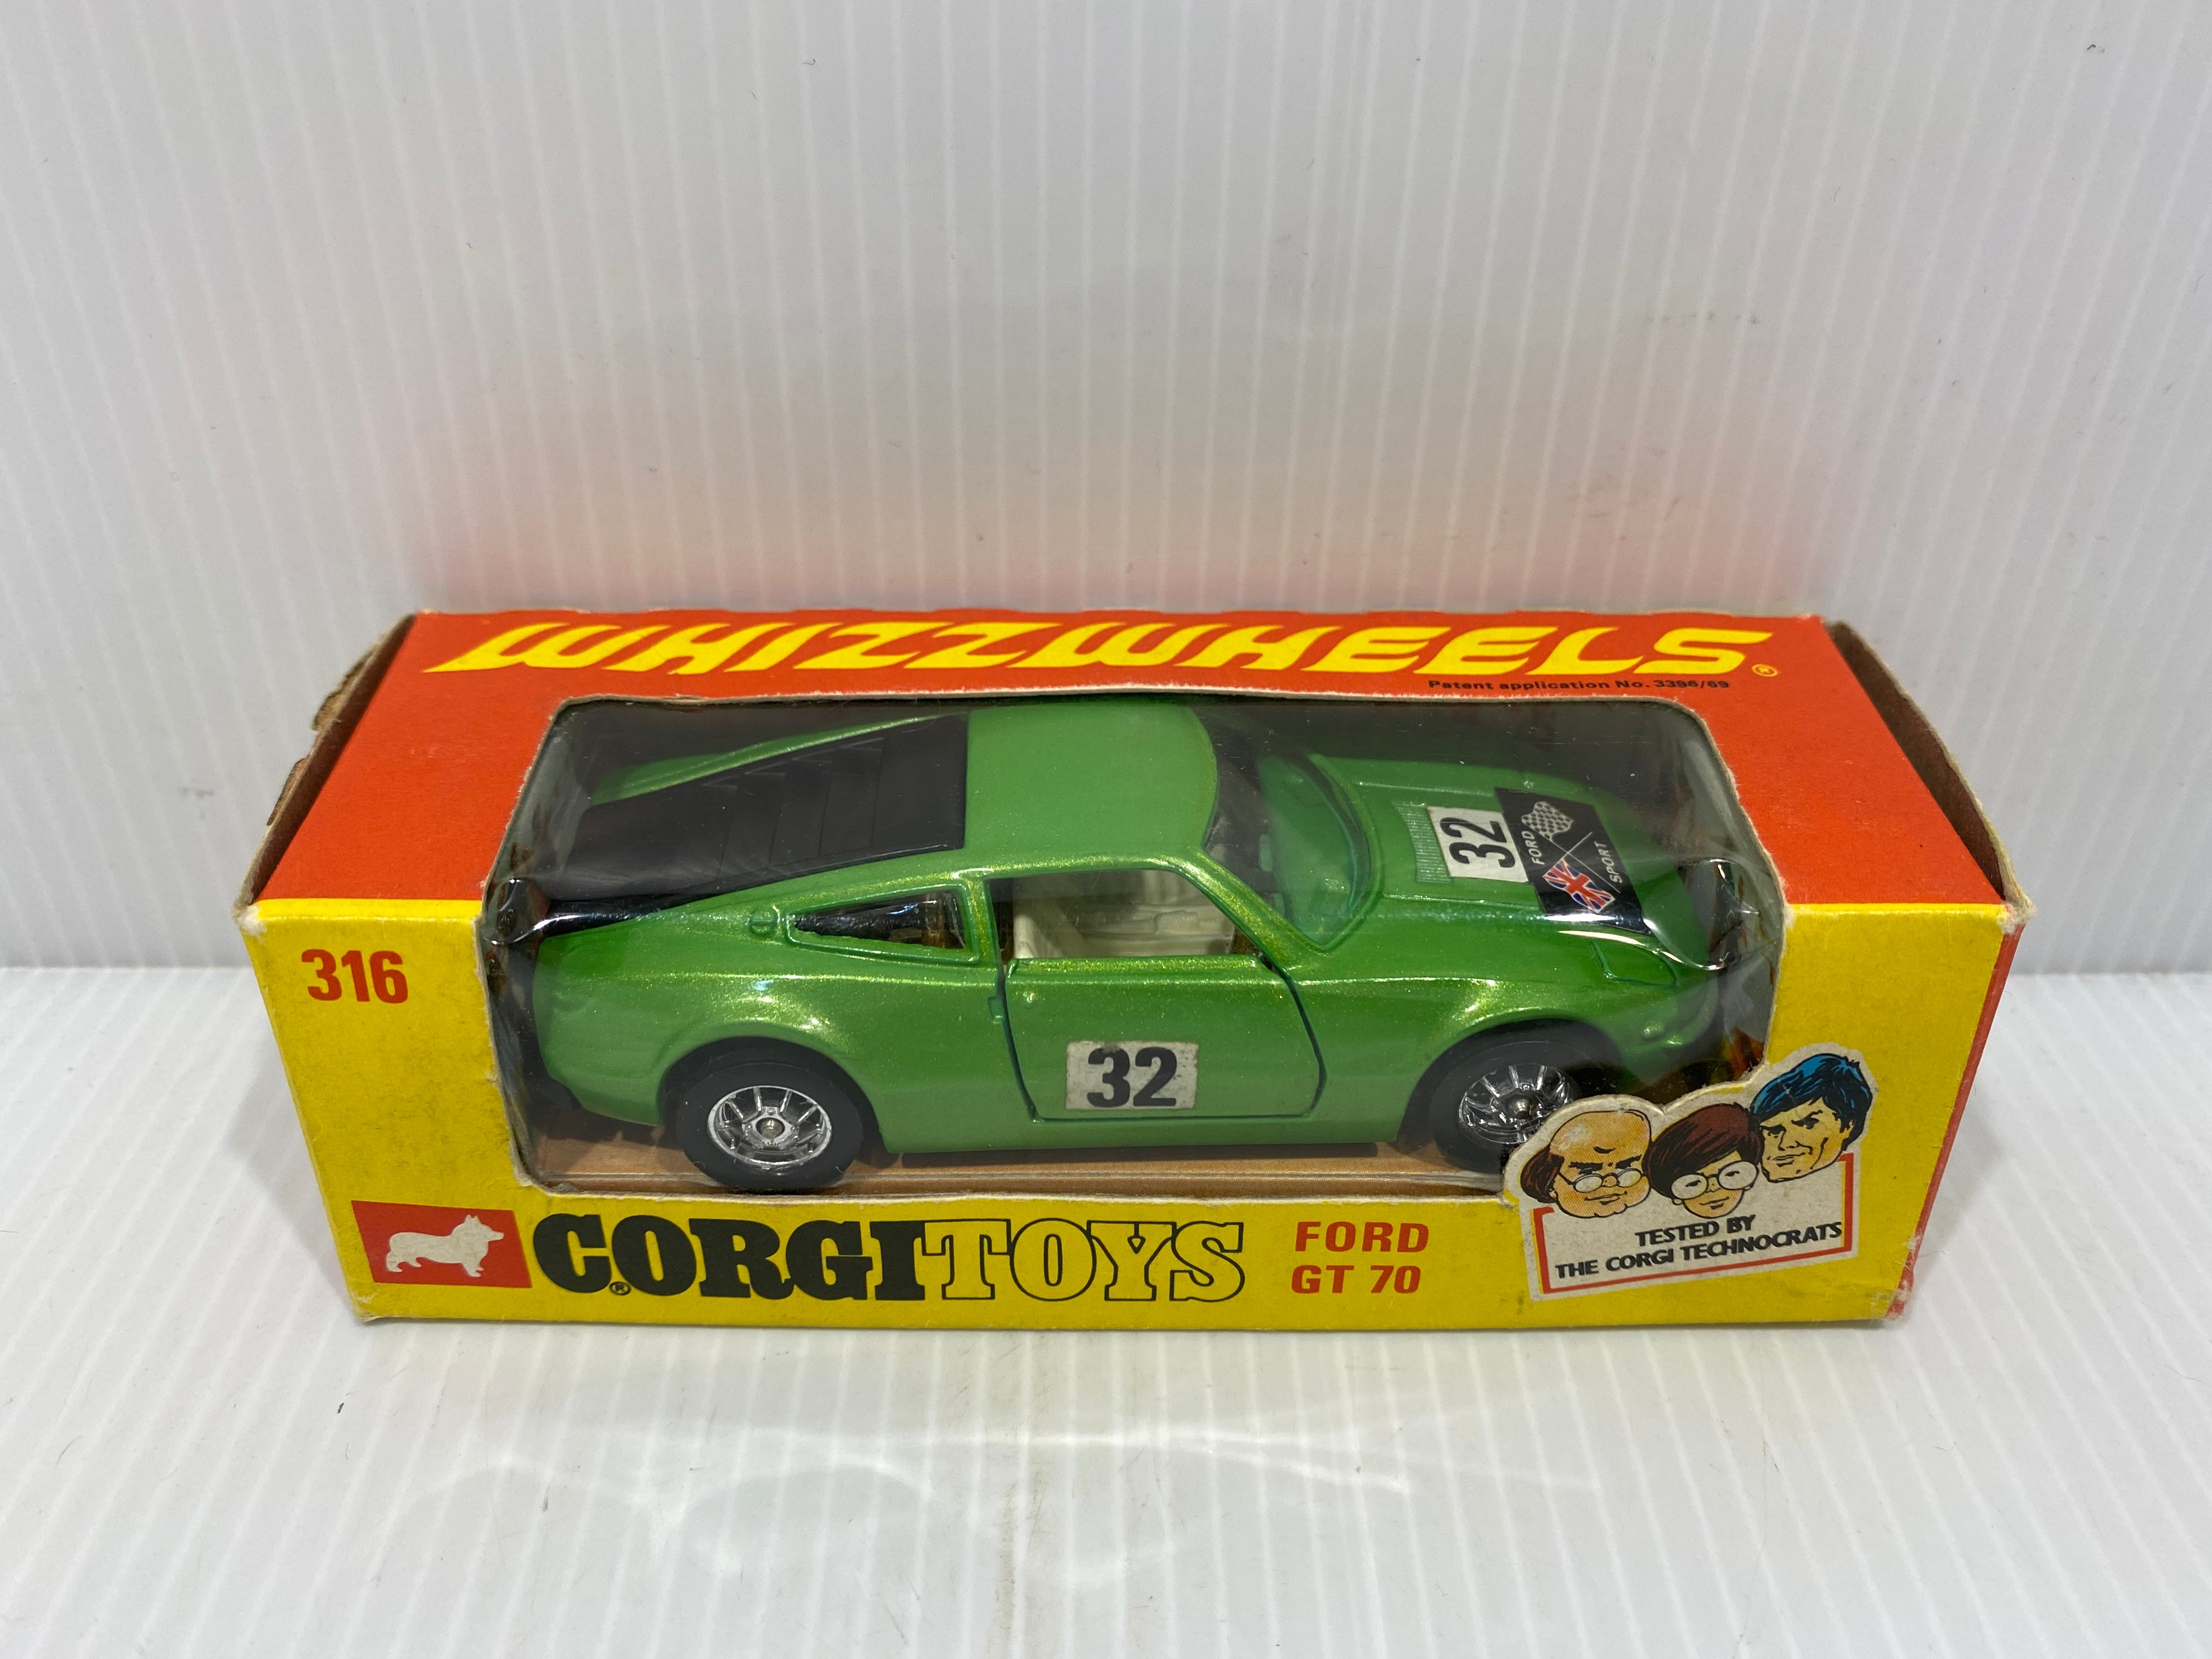 WHIZZWHEELS®
Patent application No. 3396/69
32
FORD
SPORT
316
32
CORGI TOYS
®
FORD
GT 70
TESTED BY
THE CORGI TECHNOCRATS